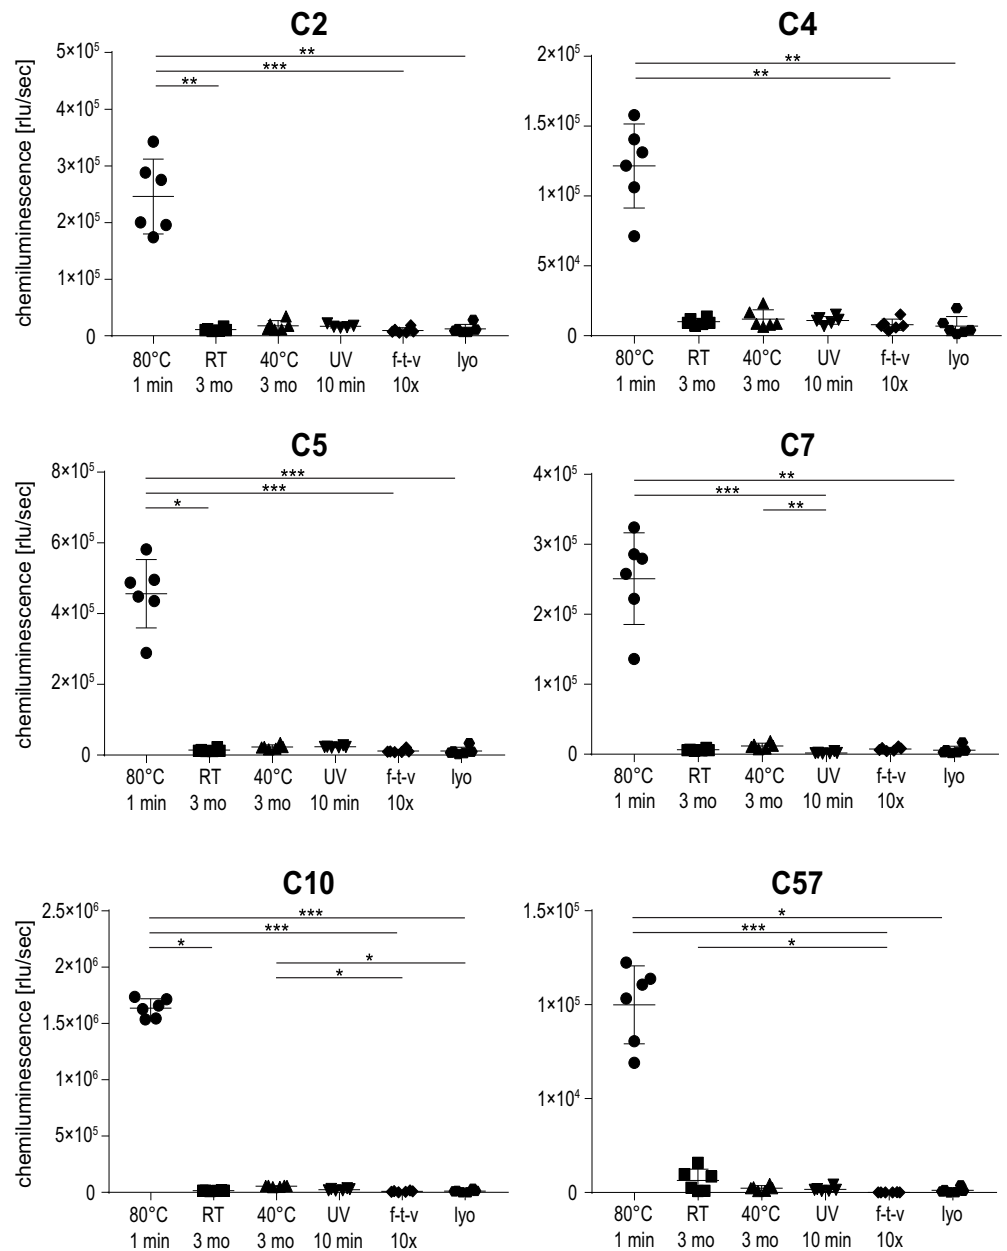 C2
chemiluminescence [rlu/sec]
5×10⁵
4×10⁵
3×10⁵
2×10⁵
1×10⁵
0
**
***
**
80°C RT 40°C UV f-t-v lyo
1 min 3 mo 3 mo 10 min 10x
C4
2×10⁵
1.5×10⁵
1×10⁵
5×10⁴
0
**
**
80°C RT 40°C UV f-t-v lyo
1 min 3 mo 3 mo 10 min 10x
C5
chemiluminescence [rlu/sec]
8×10⁵
6×10⁵
4×10⁵
2×10⁵
0
***
***
*
80°C RT 40°C UV f-t-v lyo
1 min 3 mo 3 mo 10 min 10x
C7
4×10⁵
3×10⁵
2×10⁵
1×10⁵
0
**
***
**
80°C RT 40°C UV f-t-v lyo
1 min 3 mo 3 mo 10 min 10x
C10
chemiluminescence [rlu/sec]
2.5×10⁶
2×10⁶
1.5×10⁶
1×10⁶
5×10⁵
0
***
***
*
*
*
80°C RT 40°C UV f-t-v lyo
1 min 3 mo 3 mo 10 min 10x
C57
1.5×10⁵
1×10⁵
1×10⁴
0
*
***
*
80°C RT 40°C UV f-t-v lyo
1 min 3 mo 3 mo 10 min 10x